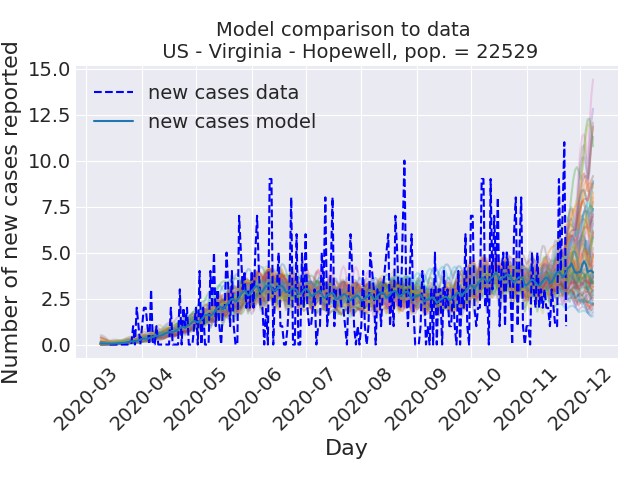 Model comparison to data
US - Virginia - Hopewell, pop. = 22529
Number of new cases reported
15.0
12.5
10.0
7.5
5.0
2.5
0.0
new cases data
new cases model
2020-03
2020-04
2020-05
2020-06
2020-07
2020-08
2020-09
2020-10
2020-11
2020-12
Day